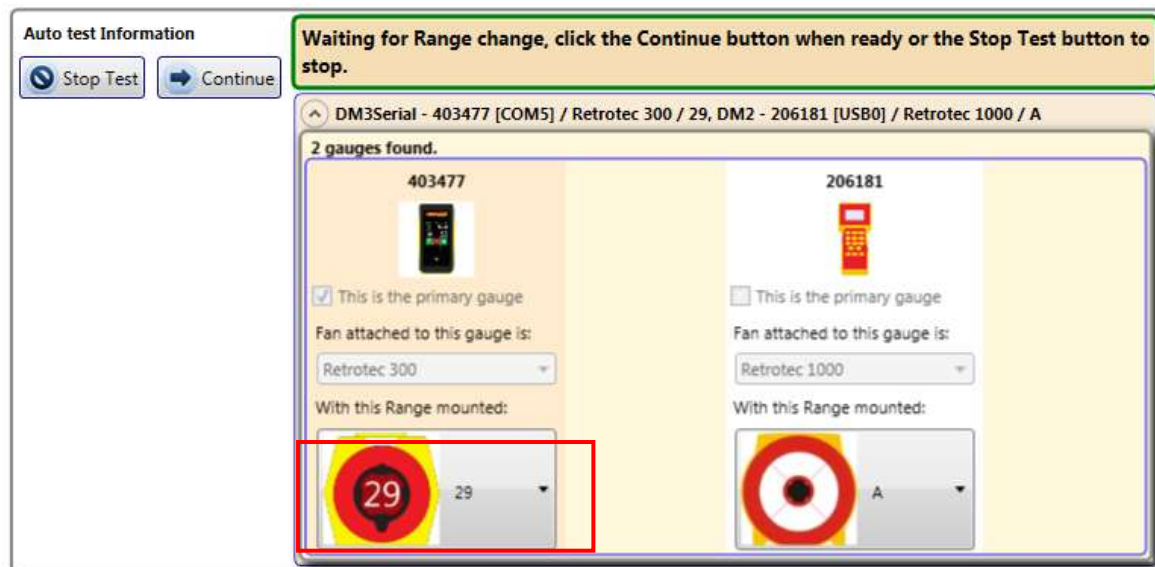 Auto test Information
Stop Test
Continue
Waiting for Range change, click the Continue button when ready or the Stop Test button to
stop.
DM3Serial - 403477 [COM5] / Retrotec 300 / 29, DM2 - 206181 [USB0] / Retrotec 1000 / A
2 gauges found.
403477
This is the primary gauge
Fan attached to this gauge is:
Retrotec 300
With this Range mounted:
29
29
206181
This is the primary gauge
Fan attached to this gauge is:
Retrotec 1000
With this Range mounted:
A